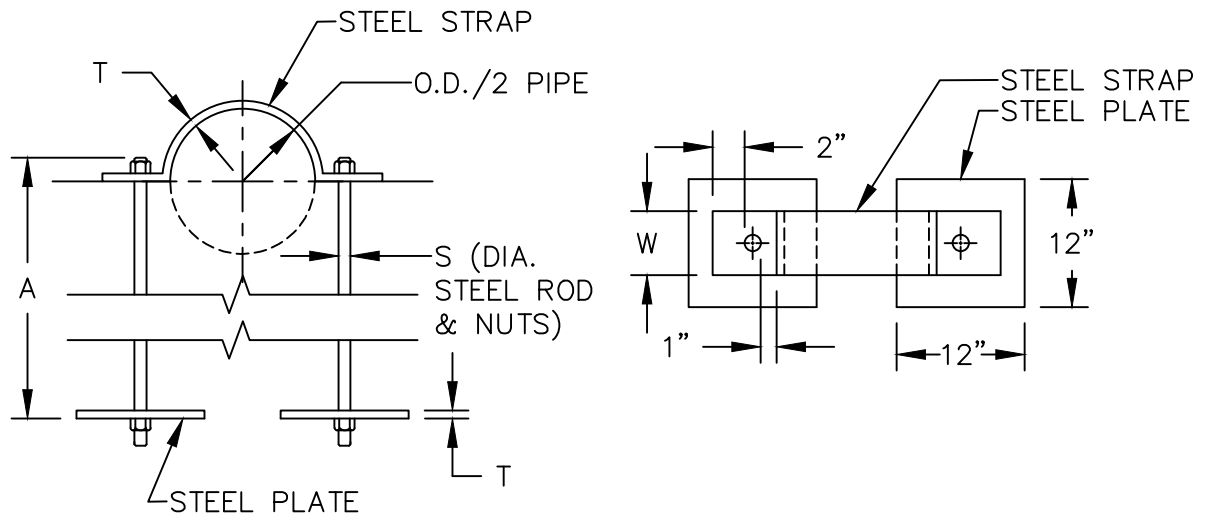 STEEL STRAP
T
O.D./2 PIPE
A
S (DIA.
STEEL ROD
& NUTS)
T
STEEL PLATE
STEEL STRAP
STEEL PLATE
2”
W
12”
1”
12”